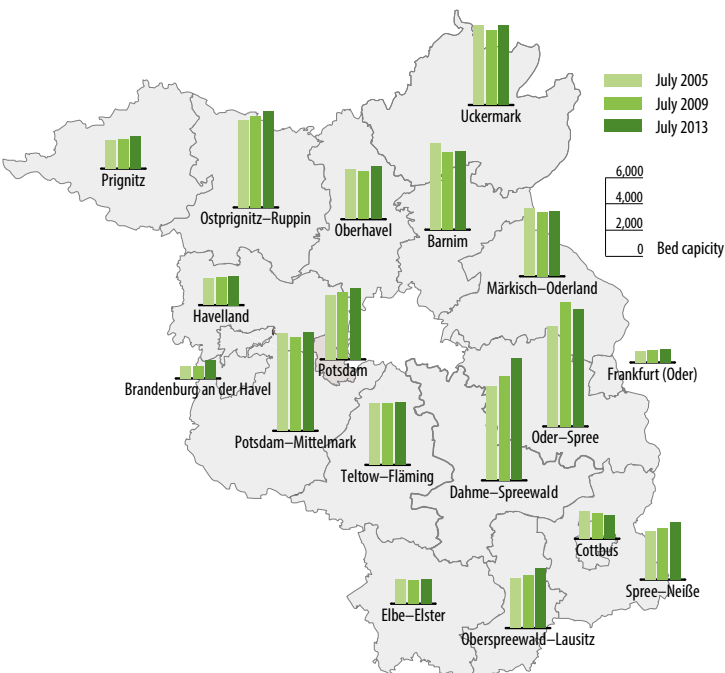 July 2005
July 2009
July 2013
6,000
4,000
2,000
0 Bed capicity
Uckermark
Prignitz
Ostprignitz–Ruppin
Oberhavel
Barnim
Märkisch–Oderland
Havelland
Potsdam
Frankfurt (Oder)
Brandenburg an der Havel
Potsdam–Mittelmark
Oder–Spree
Teltow–Fläming
Dahme–Spreewald
Cottbus
Spree–Neiße
Elbe–Elster
Oberspreewald–Lausitz